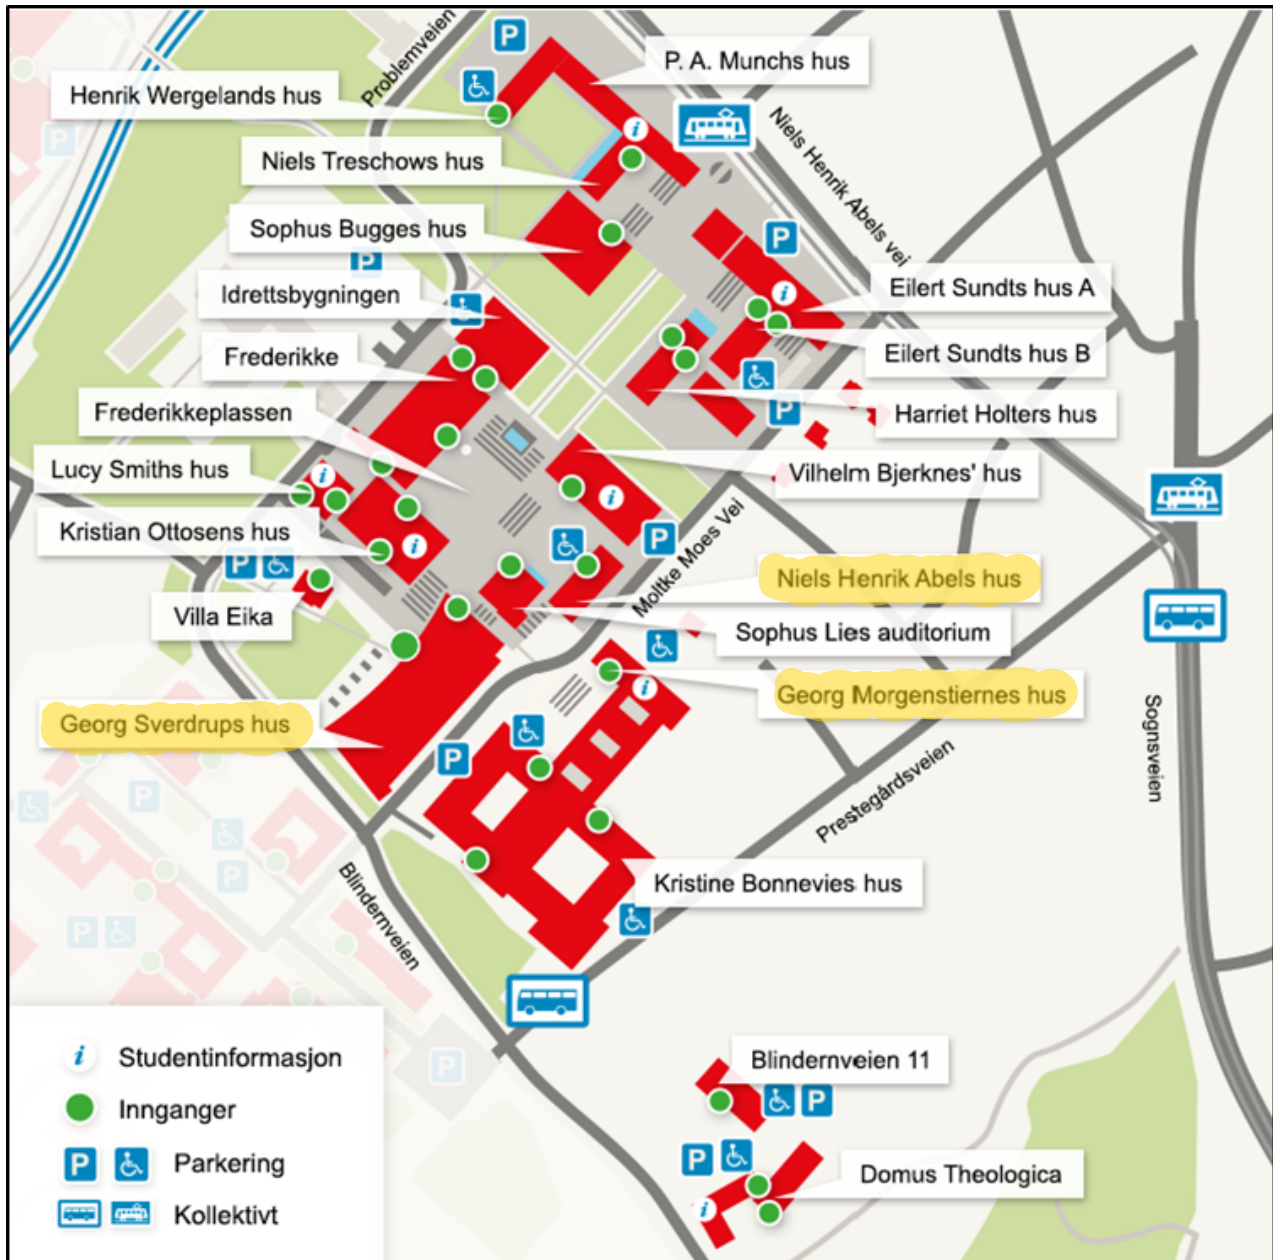 Problemveien
P
P. A. Munchs hus
Henrik Wergelands hus
i
Niels Henrik Abels vei
Niels Treschows hus
Sophus Bugges hus
P
P
Idrettsbygningen
i
Eilert Sundts hus A
Frederikke
Eilert Sundts hus B
Frederikkeplassen
P
Harriet Holters hus
Lucy Smiths hus
i
Vilhelm Bjerknes' hus
i
Kristian Ottosens hus
i
P
Moltke Moes Vei
P
Niels Henrik Abels hus
Villa Eika
Sophus Lies auditorium
Georg Morgenstiernes hus
i
Georg Sverdrups hus
P
Sognsveien
Prestegårdsveien
P
P
P
Kristine Bonnevies hus
Blindernveien
P
P
i Studentinformasjon
Innganger
P Parkering
Kollektivt
Blindernveien 11
P
P
Domus Theologica
i